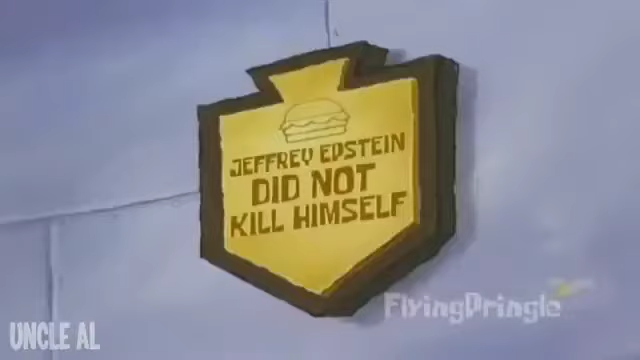 JEFFREY EPSTEIN
DID NOT
KILL HIMSELF
FlyingPringle
UNCLE AL